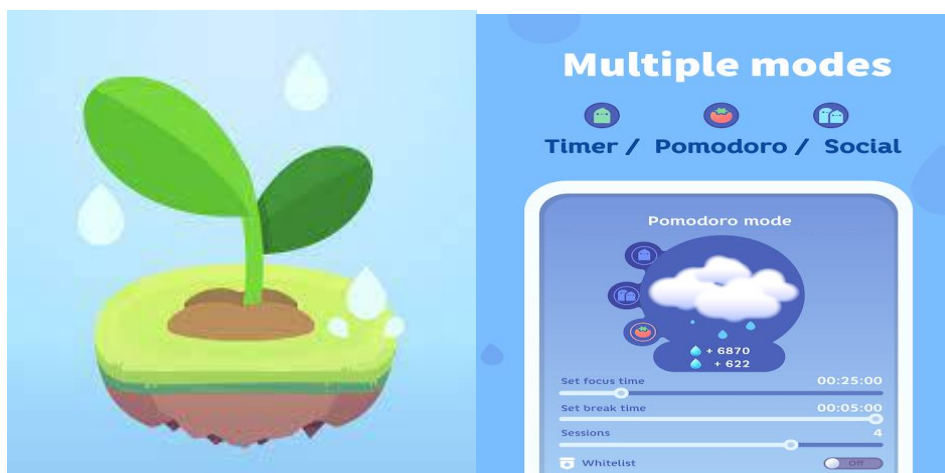 Multiple modes
Timer / Pomodoro / Social
Pomodoro mode
+ 6870
+ 622
Set focus time 00:25:00
Set break time 00:05:00
Sessions 4
Whitelist Off